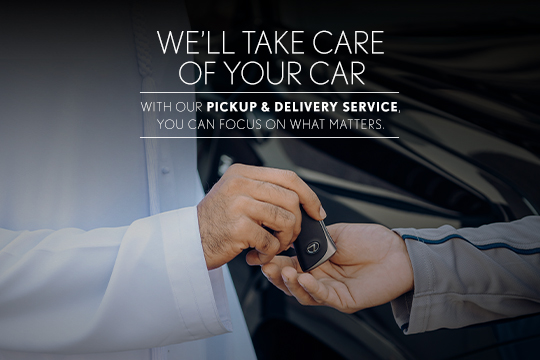 WE'LL TAKE CARE
OF YOUR CAR
WITH OUR PICKUP & DELIVERY SERVICE,
YOU CAN FOCUS ON WHAT MATTERS.